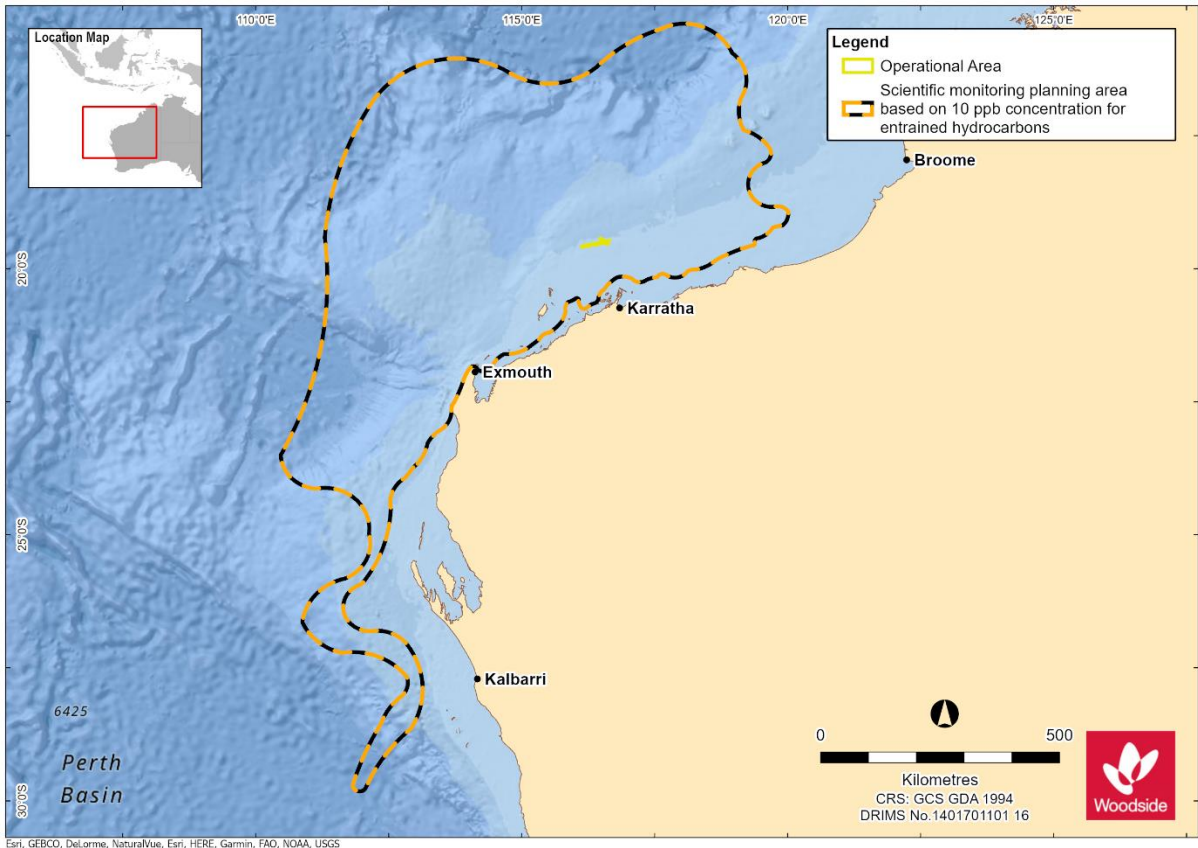 110°0'E
115°0'E
120°0'E
125°0'E
Location Map
Legend
Operational Area
Scientific monitoring planning area
based on 10 ppb concentration for
entrained hydrocarbons
Broome
20°0'S
Karratha
Exmouth
25°0'S
Kalbarri
6425
Perth
Basin
30°0'S
0
500
Kilometres
CRS: GCS GDA 1994
DRIMS No.1401701101 16
Woodside
Esri, GEBCO, DeLorme, NaturalVue, Esri, HERE, Garmin, FAO, NOAA, USGS